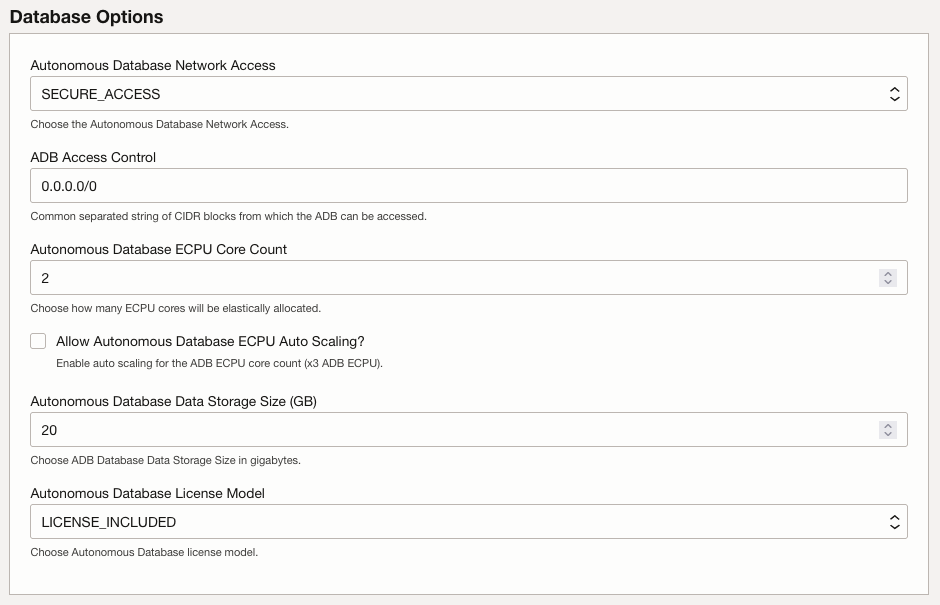 Database Options
Autonomous Database Network Access
SECURE_ACCESS
Choose the Autonomous Database Network Access.
ADB Access Control
0.0.0.0/0
Common separated string of CIDR blocks from which the ADB can be accessed.
Autonomous Database ECPU Core Count
2
Choose how many ECPU cores will be elastically allocated.
Allow Autonomous Database ECPU Auto Scaling?
Enable auto scaling for the ADB ECPU core count (x3 ADB ECPU).
Autonomous Database Data Storage Size (GB)
20
Choose ADB Database Data Storage Size in gigabytes.
Autonomous Database License Model
LICENSE_INCLUDED
Choose Autonomous Database license model.